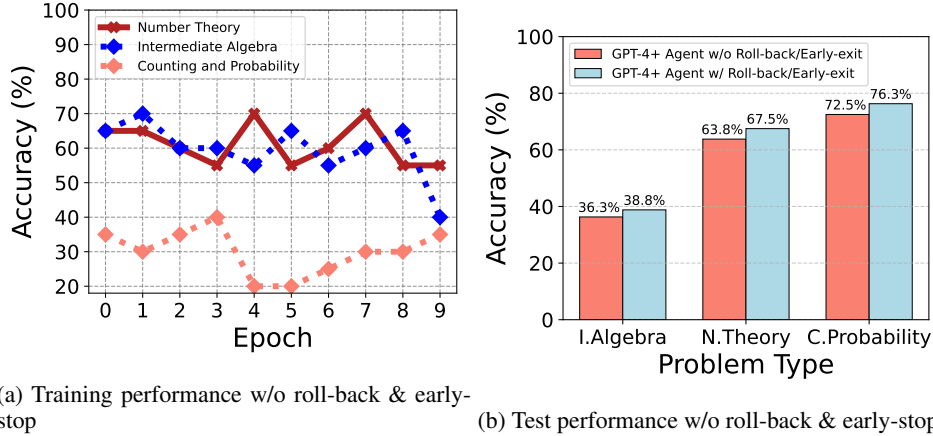 Accuracy (%)
100
90
80
70
60
50
40
30
20
Number Theory
Intermediate Algebra
Counting and Probability
0 1 2 3 4 5 6 7 8 9
Epoch
(a) Training performance w/o roll-back & early-
stop
Accuracy (%)
100
80
60
40
20
0
GPT-4+ Agent w/o Roll-back/Early-exit
GPT-4+ Agent w/ Roll-back/Early-exit
36.3% 38.8%
63.8% 67.5%
72.5% 76.3%
I.Algebra N.Theory C.Probability
Problem Type
(b) Test performance w/o roll-back & early-stop